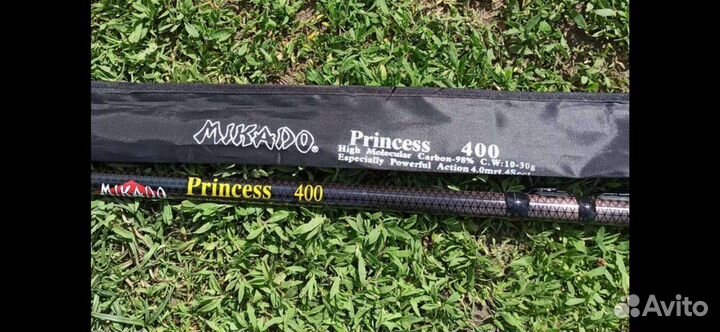 MIKADO®
Princess 400
High Molecular Carbon-98% C.W:10-30g
Especially Powerful Action 4.0mrt.4Sect
MIKADO Princess 400
Avito